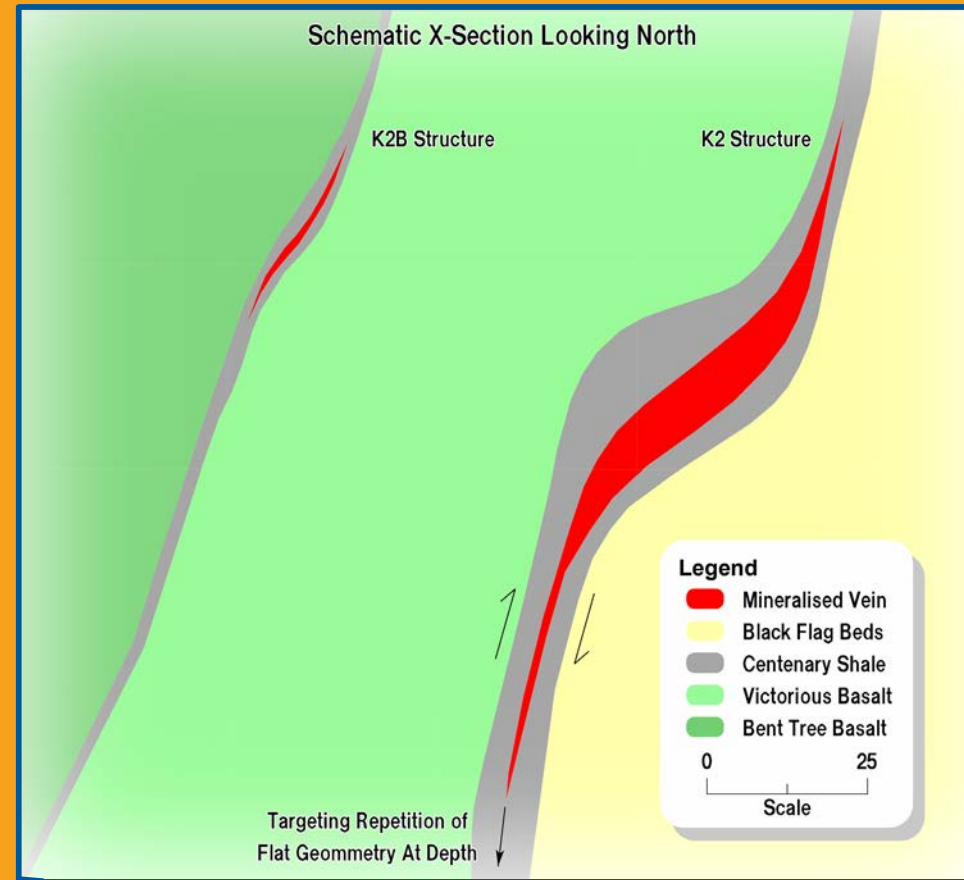 Schematic X-Section Looking North
K2B Structure
K2 Structure
Legend
Mineralised Vein
Black Flag Beds
Centenary Shale
Victorious Basalt
Bent Tree Basalt
0 25
Scale
Targeting Repetition of
Flat Geommetry At Depth